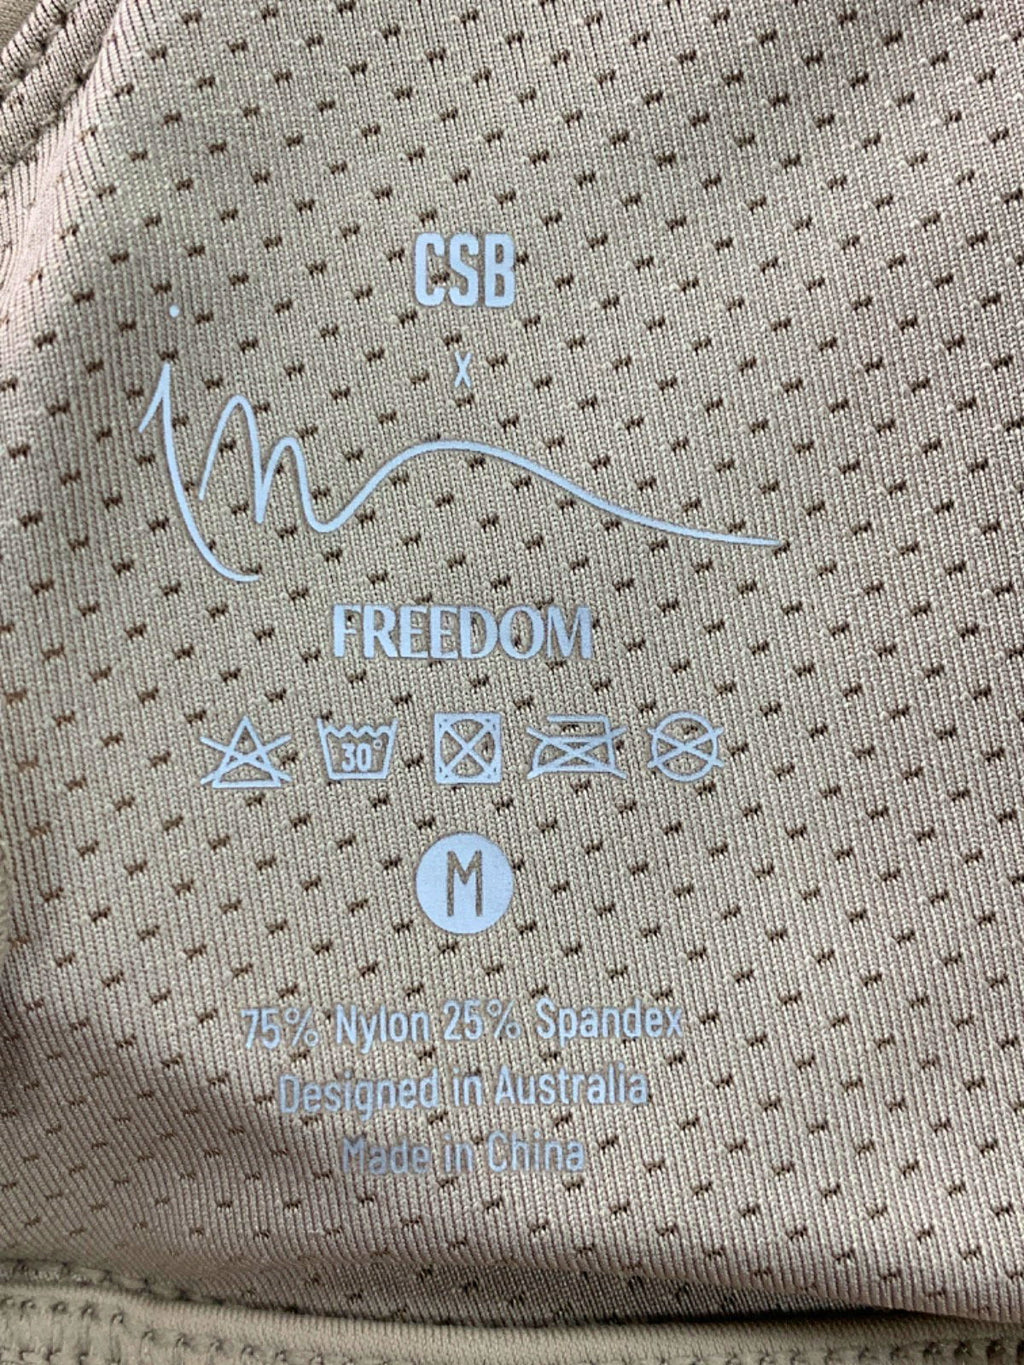 CSB
X
FREEDOM
30°
M
75% Nylon 25% Spandex
Designed in Australia
Made in China